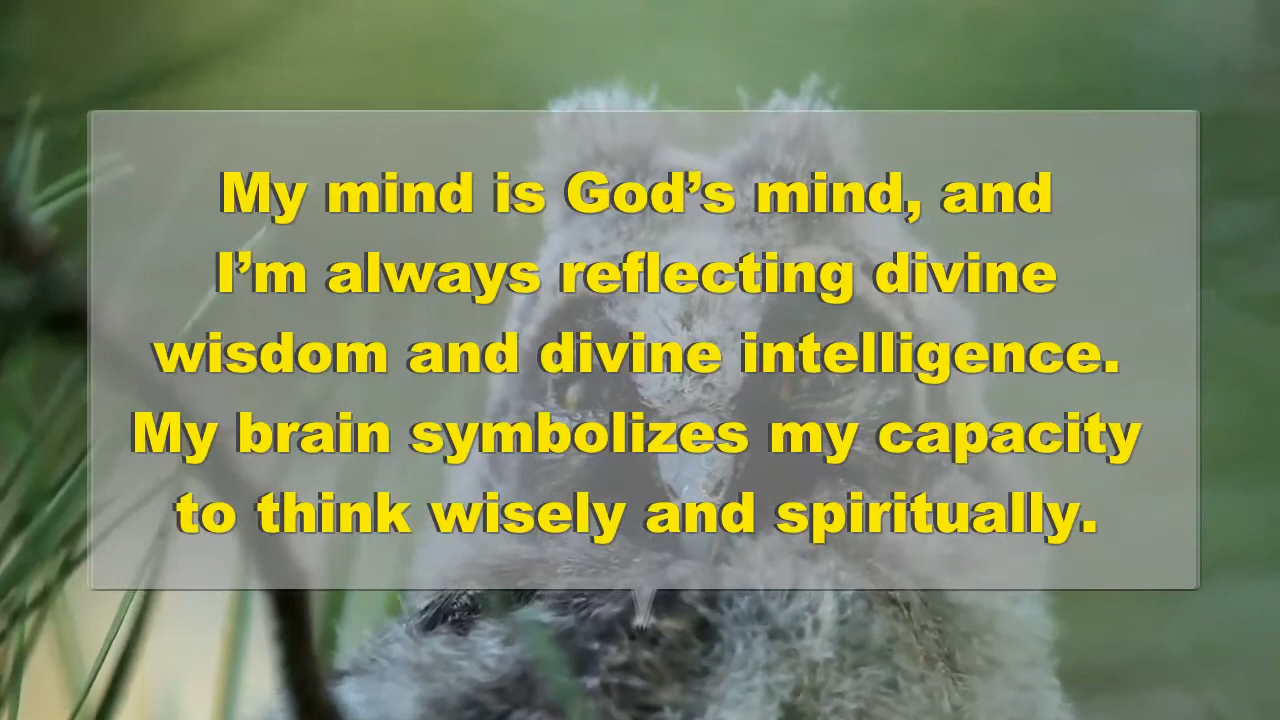 My mind is God’s mind, and
I’m always reflecting divine
wisdom and divine intelligence.
My brain symbolizes my capacity
to think wisely and spiritually.